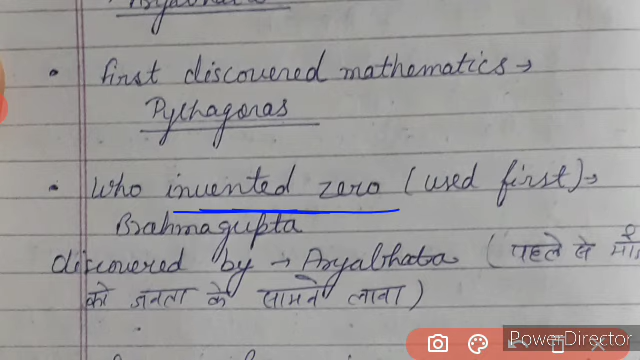 • first discovered mathematics →
Pythagoras
• Who invented zero (used first) →
Brahmagupta
discovered by → Aryabhata ( पहले से
को जनता के सामने लाना )
PowerDirector